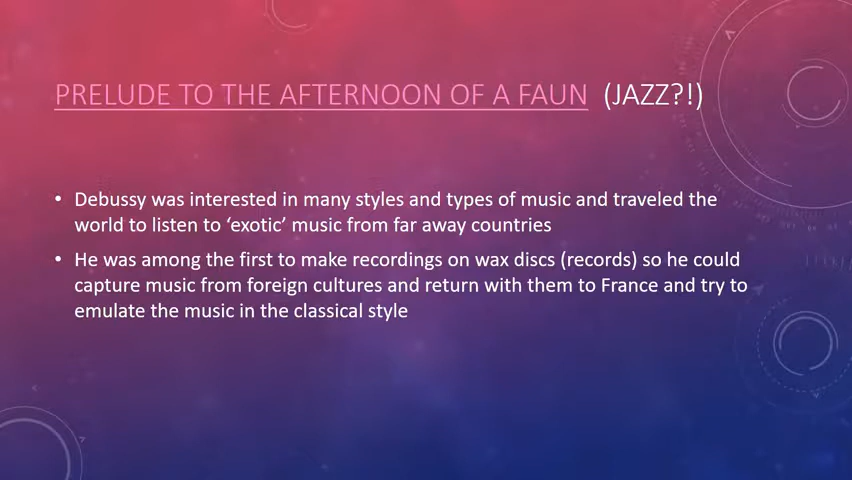 PRELUDE TO THE AFTERNOON OF A FAUN (JAZZ?!)
• Debussy was interested in many styles and types of music and traveled the
world to listen to ‘exotic’ music from far away countries
• He was among the first to make recordings on wax discs (records) so he could
capture music from foreign cultures and return with them to France and try to
emulate the music in the classical style